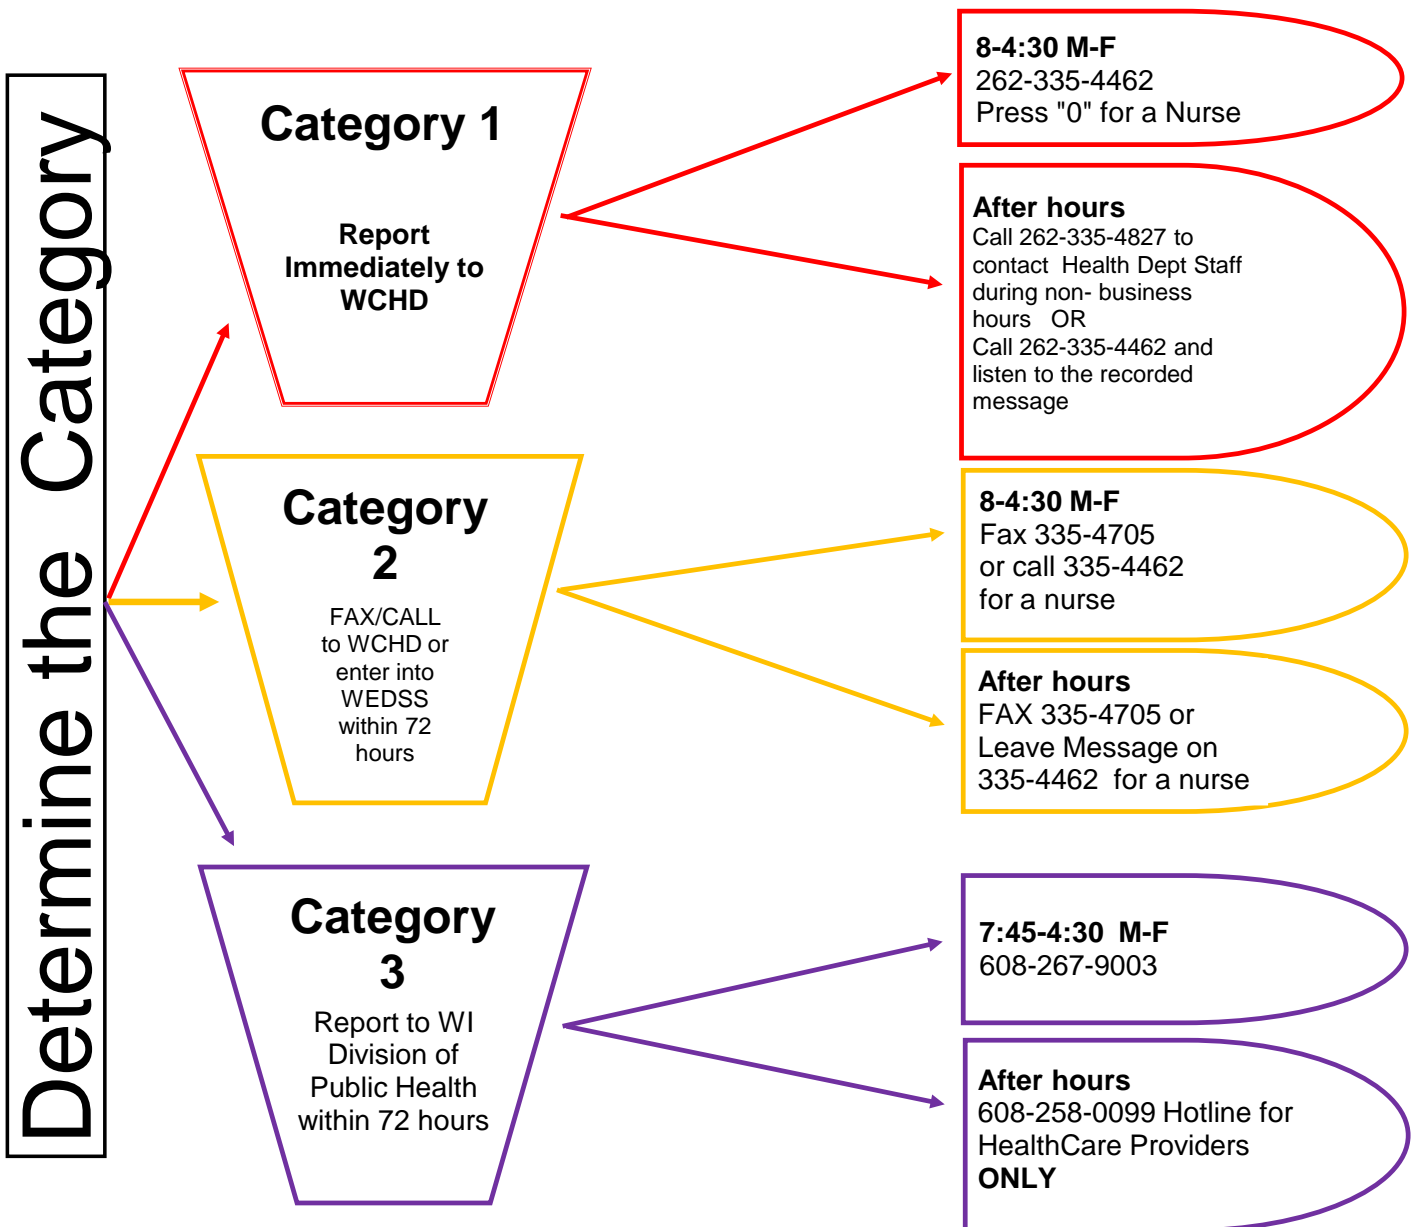 Determine the Category
Category 1
Report
Immediately to
WCHD
8-4:30 M-F
262-335-4462
Press "0" for a Nurse
After hours
Call 262-335-4827 to
contact Health Dept Staff
during non- business
hours OR
Call 262-335-4462 and
listen to the recorded
message
Category
2
FAX/CALL
to WCHD or
enter into
WEDSS
within 72
hours
8-4:30 M-F
Fax 335-4705
or call 335-4462
for a nurse
After hours
FAX 335-4705 or
Leave Message on
335-4462 for a nurse
Category
3
Report to WI
Division of
Public Health
within 72 hours
7:45-4:30 M-F
608-267-9003
After hours
608-258-0099 Hotline for
HealthCare Providers
ONLY